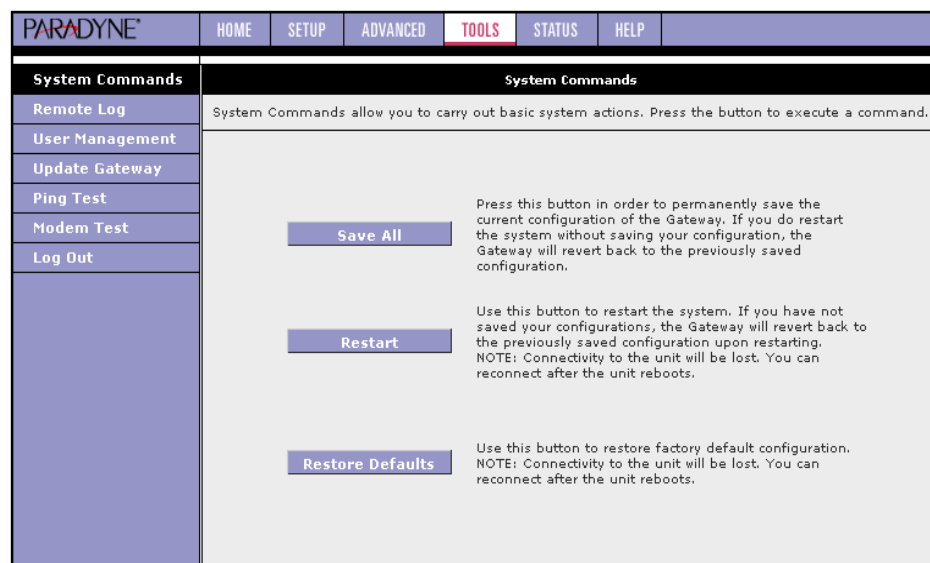 PARADYNE®
HOME SETUP ADVANCED TOOLS STATUS HELP
System Commands
Remote Log
User Management
Update Gateway
Ping Test
Modem Test
Log Out
System Commands
System Commands allow you to carry out basic system actions. Press the button to execute a command.
Save All
Press this button in order to permanently save the
current configuration of the Gateway. If you do restart
the system without saving your configuration, the
Gateway will revert back to the previously saved
configuration.
Restart
Use this button to restart the system. If you have not
saved your configurations, the Gateway will revert back to
the previously saved configuration upon restarting.
NOTE: Connectivity to the unit will be lost. You can
reconnect after the unit reboots.
Restore Defaults
Use this button to restore factory default configuration.
NOTE: Connectivity to the unit will be lost. You can
reconnect after the unit reboots.